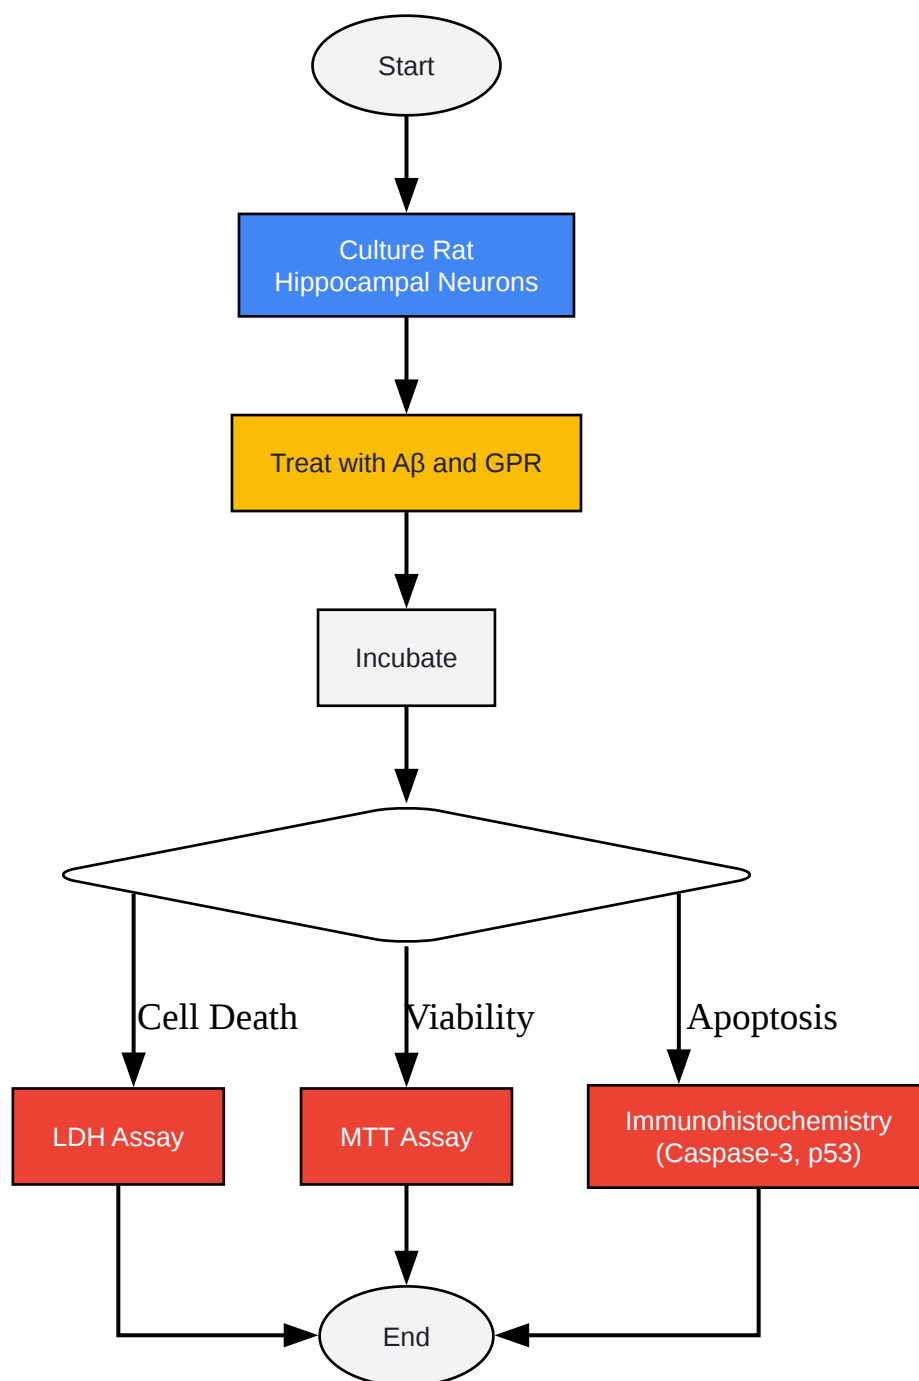 Start
Culture Rat
Hippocampal Neurons
Treat with Aβ and GPR
Incubate
Cell Death
Viability
Apoptosis
LDH Assay
MTT Assay
Immunohistochemistry
(Caspase-3, p53)
End